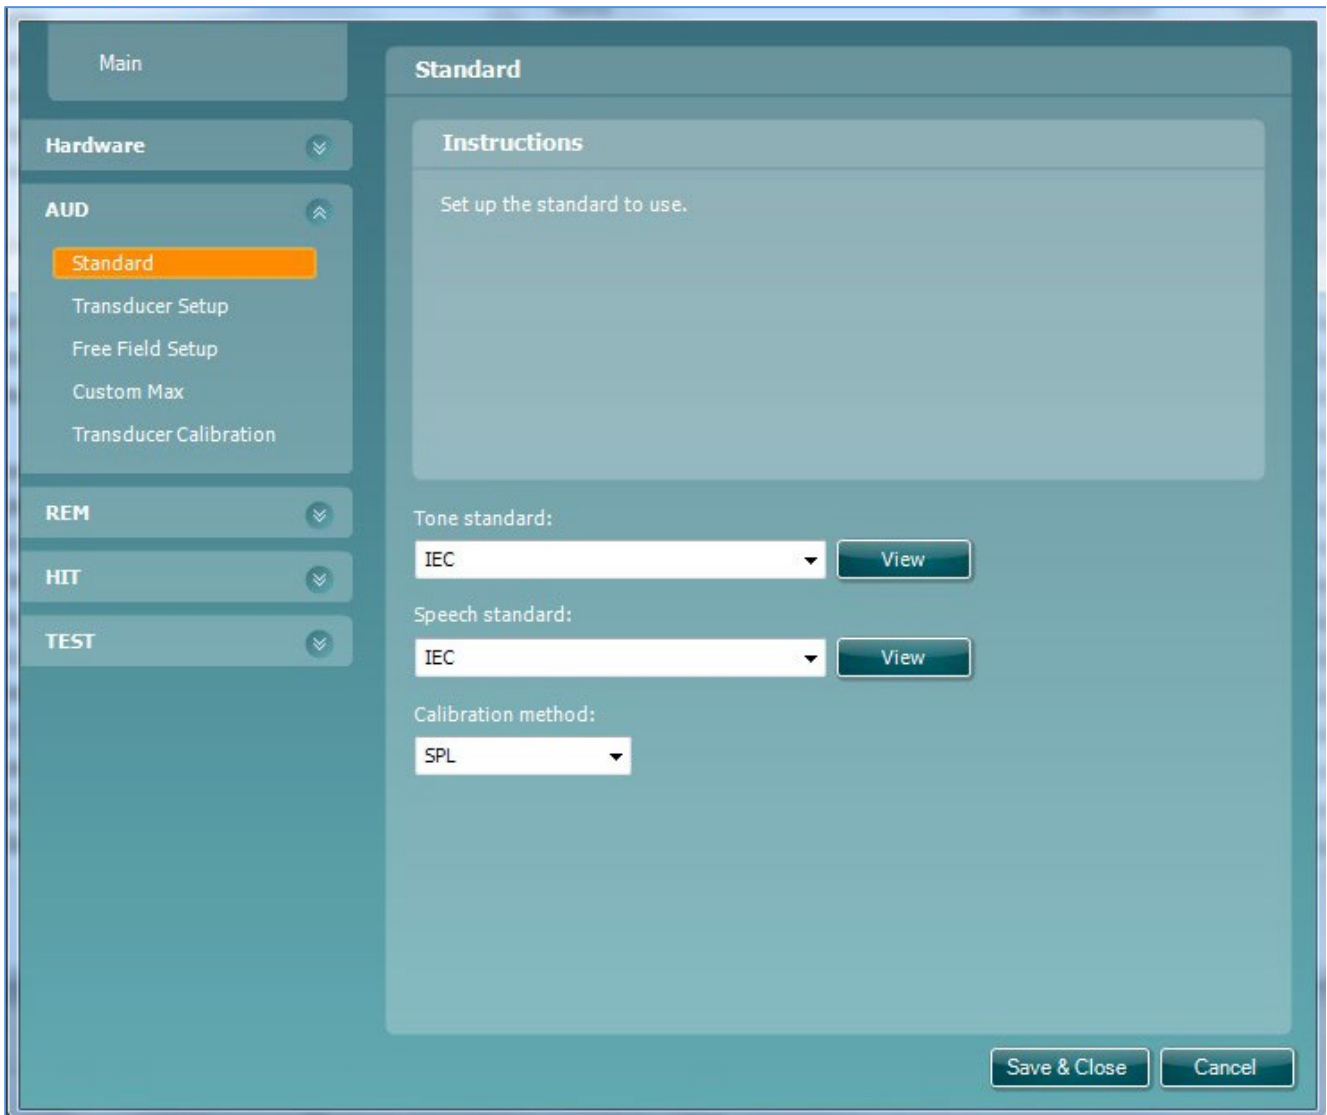 Main
Hardware
AUD
Standard
Transducer Setup
Free Field Setup
Custom Max
Transducer Calibration
REM
HIT
TEST
Standard
Instructions
Set up the standard to use.
Tone standard:
IEC
View
Speech standard:
IEC
View
Calibration method:
SPL
Save & Close
Cancel